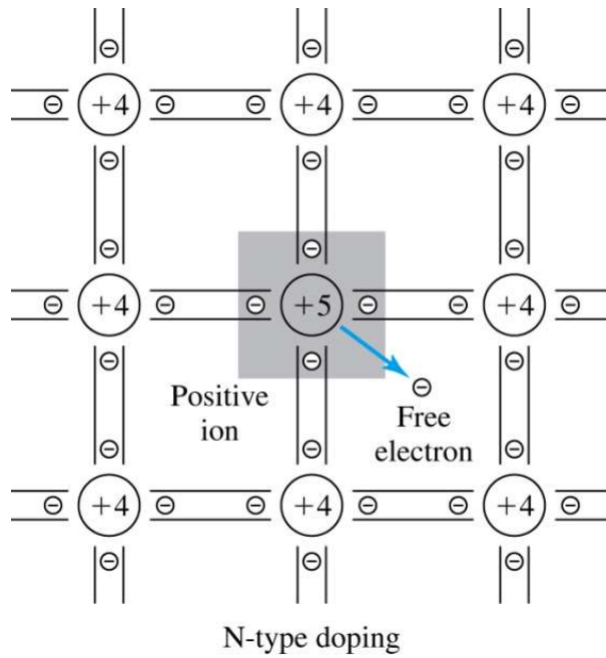 +4 +4 +4
+4 +5 +4
Positive
ion
Free
electron
+4 +4 +4
N-type doping